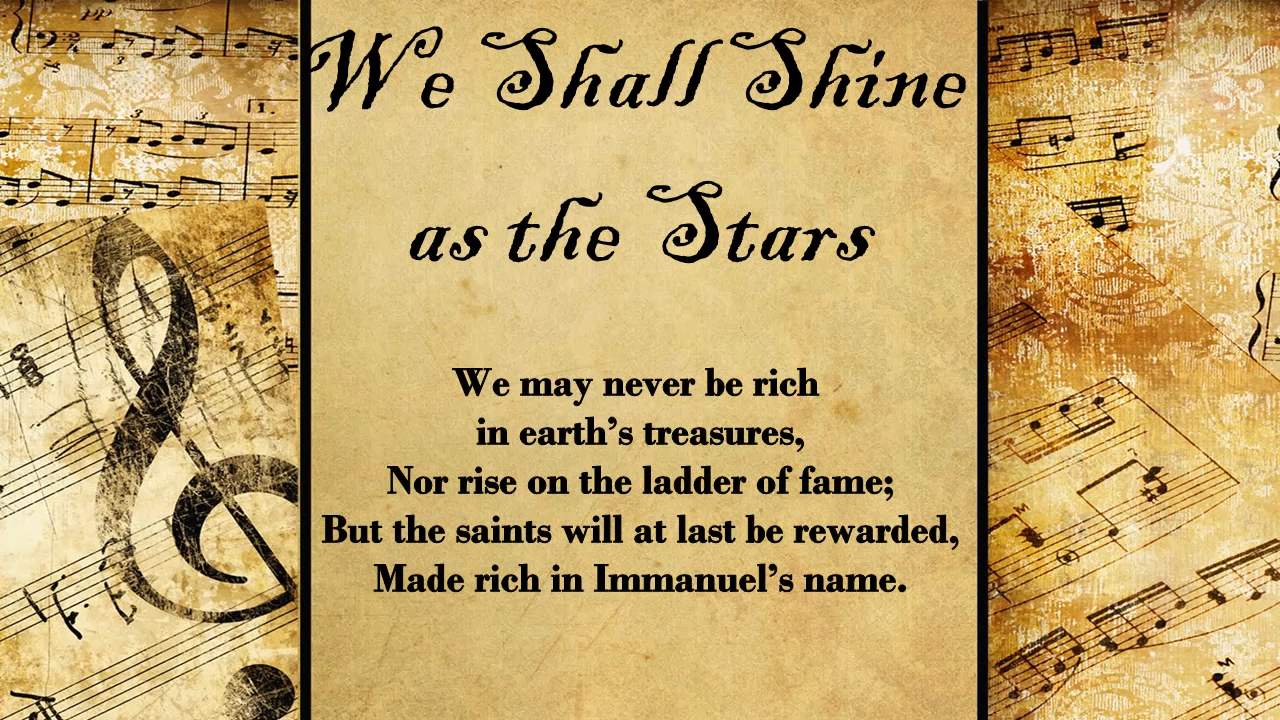 We Shall Shine
as the Stars
We may never be rich
in earth’s treasures,
Nor rise on the ladder of fame;
But the saints will at last be rewarded,
Made rich in Immanuel’s name.